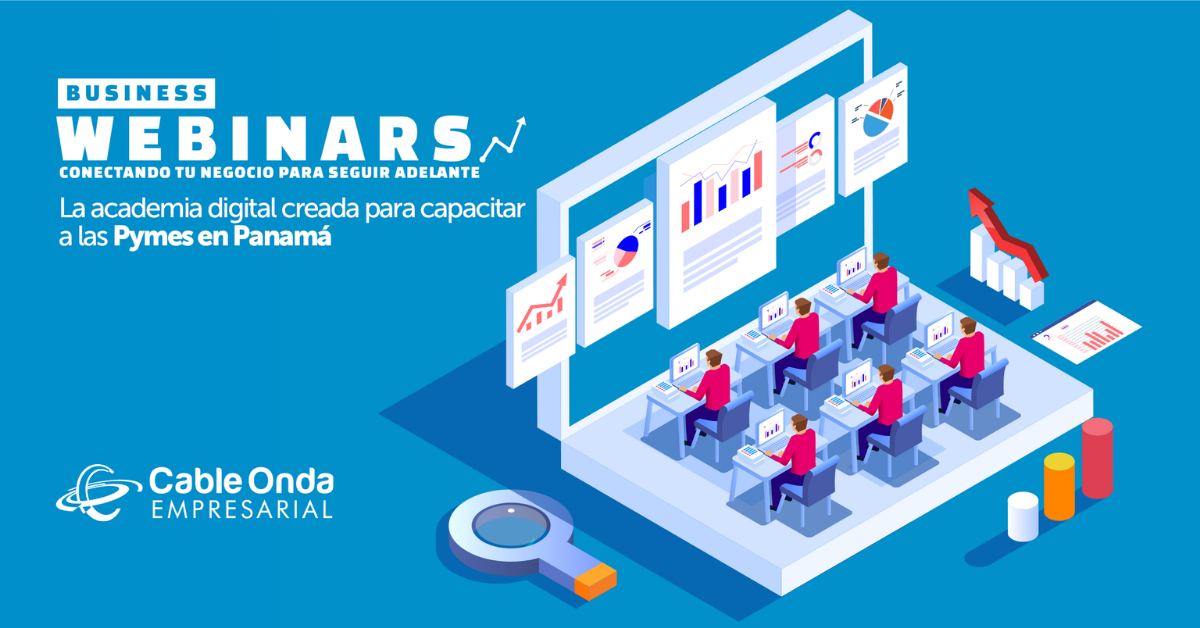 BUSINESS
WEBINARS
CONECTANDO TU NEGOCIO PARA SEGUIR ADELANTE
La academia digital creada para capacitar
a las Pymes en Panamá
Cable Onda
EMPRESARIAL